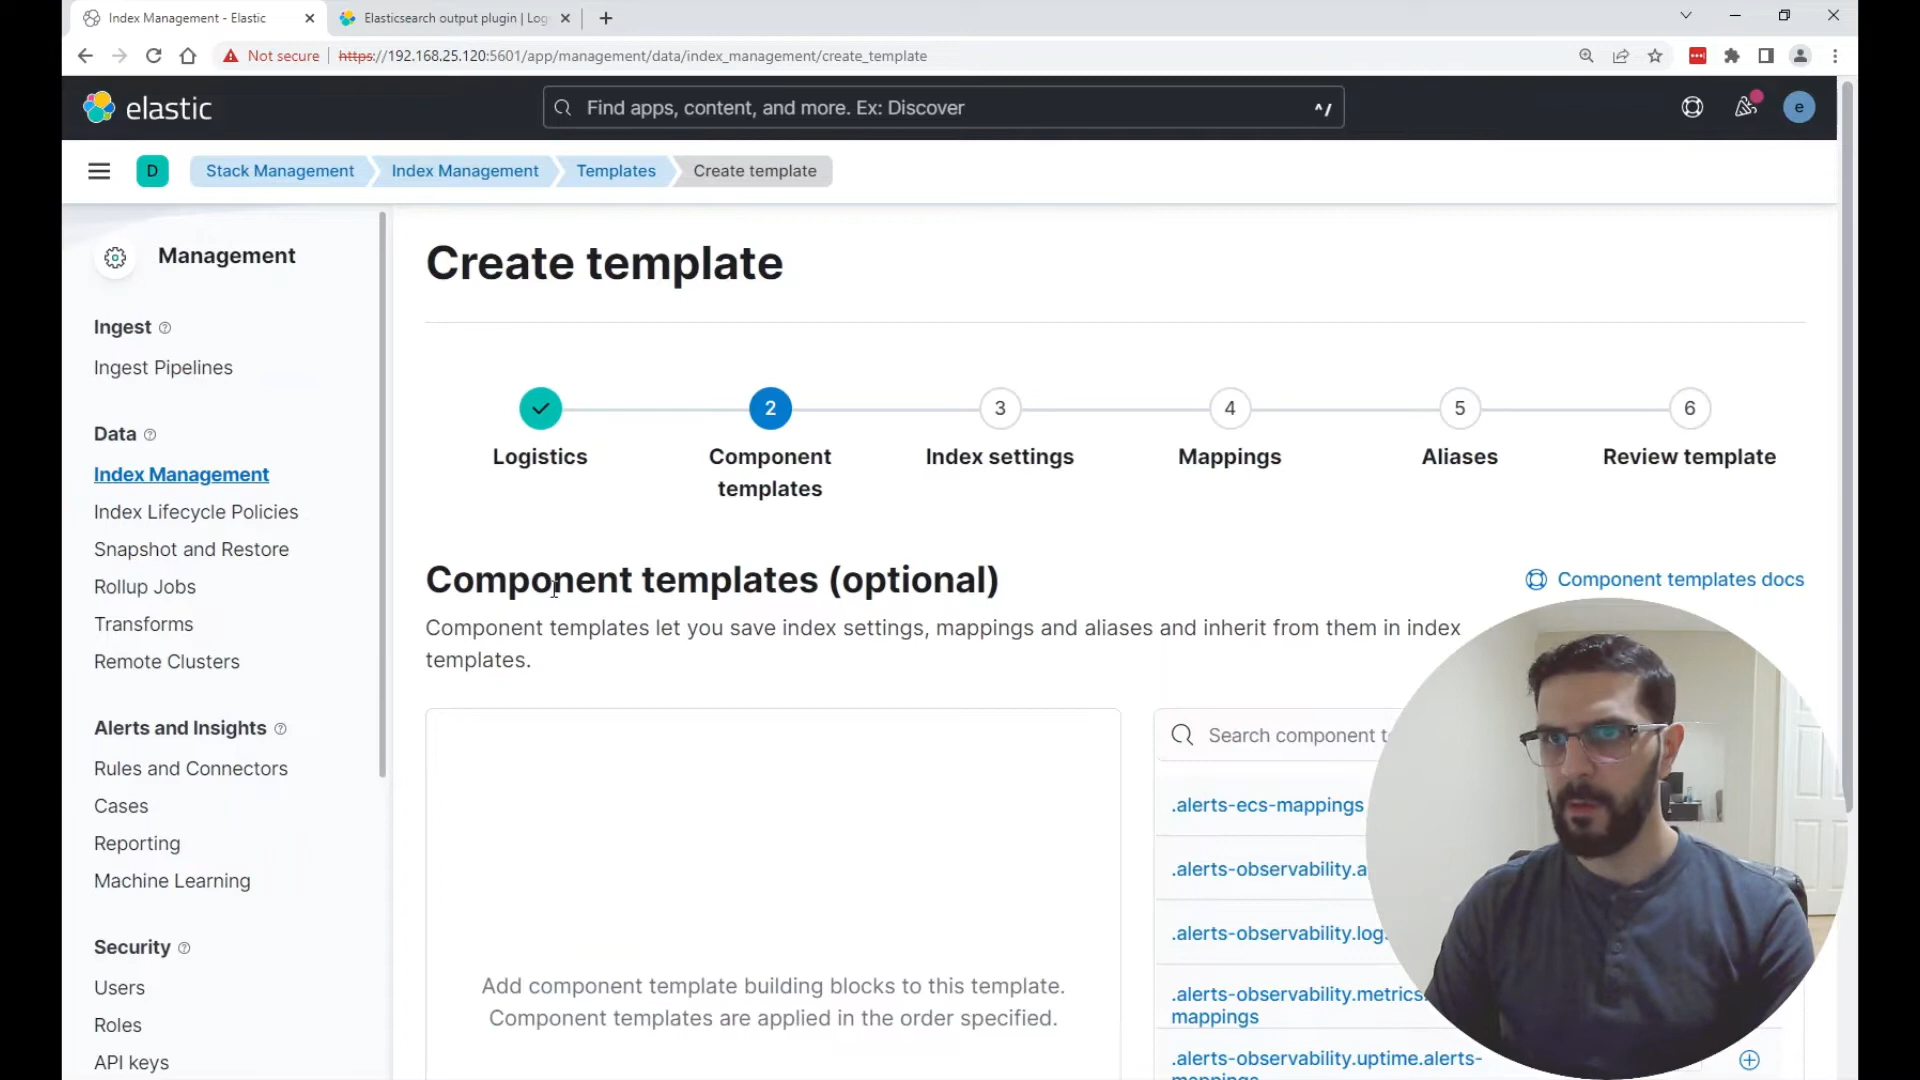 Index Management - Elastic
Elasticsearch output plugin | Log
Not secure
https://192.168.25.120:5601/app/management/data/index_management/create_template
elastic
Find apps, content, and more. Ex: Discover
^/
e
D
Stack Management
Index Management
Templates
Create template
Management
Ingest
Ingest Pipelines
Data
Index Management
Index Lifecycle Policies
Snapshot and Restore
Rollup Jobs
Transforms
Remote Clusters
Alerts and Insights
Rules and Connectors
Cases
Reporting
Machine Learning
Security
Users
Roles
API keys
Create template
2
3
4
5
6
Logistics
Component
templates
Index settings
Mappings
Aliases
Review template
Component templates (optional)
Component templates docs
Component templates let you save index settings, mappings and aliases and inherit from them in index
templates.
Add component template building blocks to this template.
Component templates are applied in the order specified.
Search component
.alerts-ecs-mappings
.alerts-observability.a
.alerts-observability.log
.alerts-observability.metrics.
mappings
.alerts-observability.uptime.alerts-
mappings